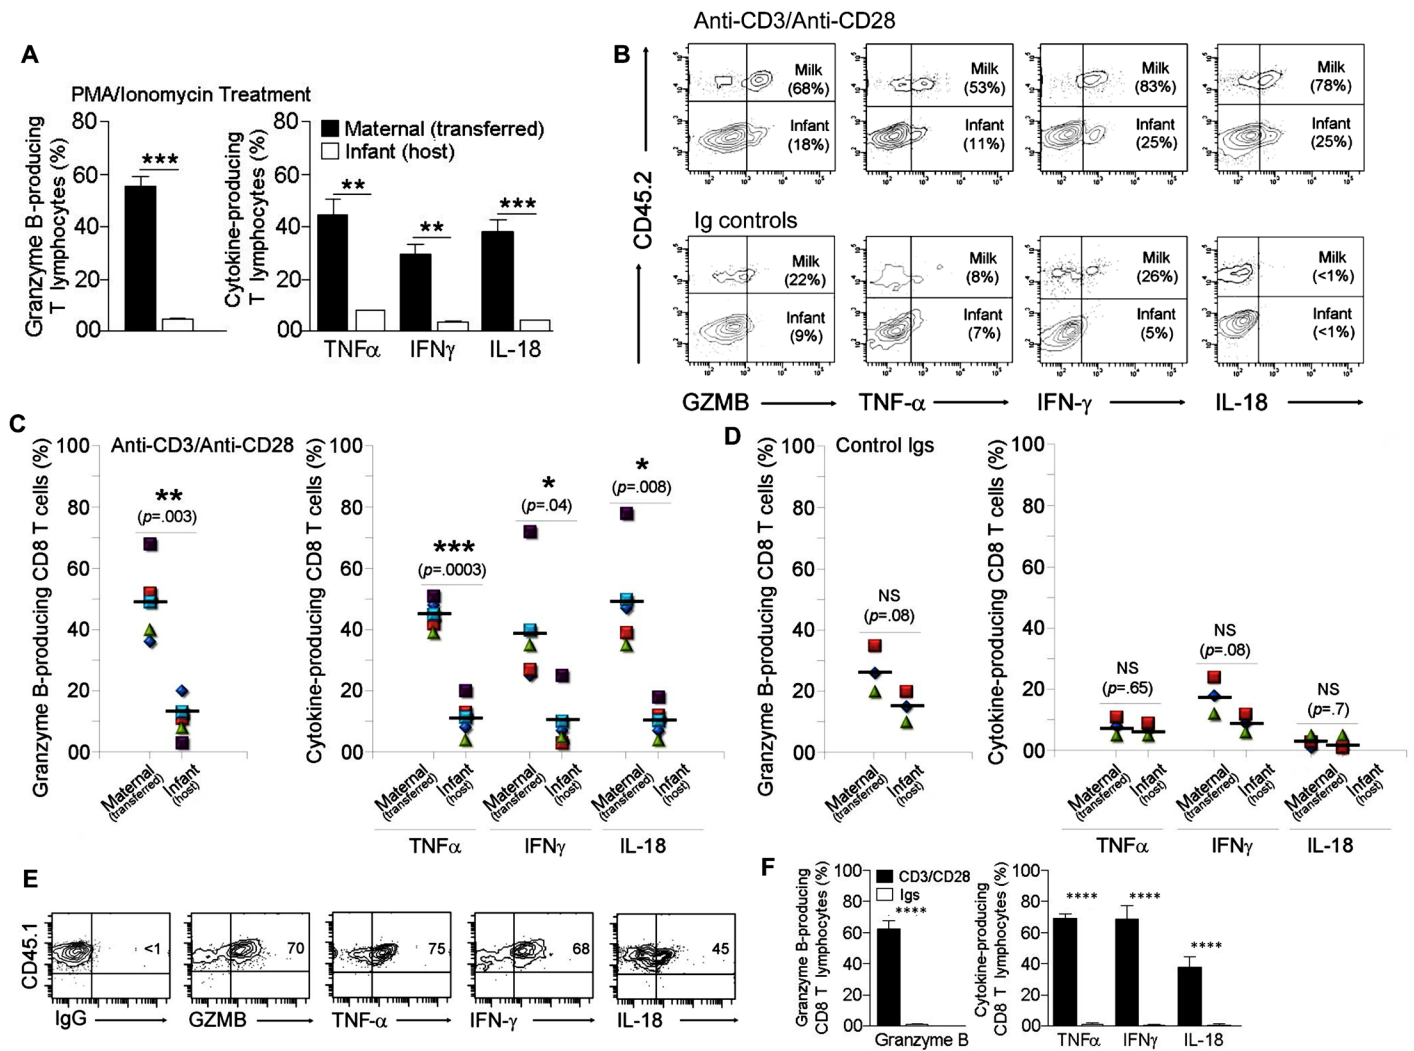 A
PMA/Ionomycin Treatment
Granzyme B-producing
T lymphocytes (%)
80
60
40
20
00
***
Cytokine-producing
T lymphocytes (%)
80
60
40
20
00
Maternal (transferred)
Infant (host)
**
**
***
TNFα
IFNγ
IL-18
B
Anti-CD3/Anti-CD28
CD45.2
Milk
(68%)
Infant
(18%)
Milk
(53%)
Infant
(11%)
Milk
(83%)
Infant
(25%)
Milk
(78%)
Infant
(25%)
Ig controls
Milk
(22%)
Infant
(9%)
Milk
(8%)
Infant
(7%)
Milk
(26%)
Infant
(5%)
Milk
(<1%)
Infant
(<1%)
GZMB
TNF-α
IFN-γ
IL-18
C
Anti-CD3/Anti-CD28
Granzyme B-producing CD8 T cells (%)
100
80
60
40
20
00
**
(p=.003)
Maternal
(transferred)
Infant
(host)
Cytokine-producing CD8 T cells (%)
100
80
60
40
20
00
***
(p=.0003)
*
(p=.04)
*
(p=.008)
Maternal
(transferred)
Infant
(host)
Maternal
(transferred)
Infant
(host)
Maternal
(transferred)
Infant
(host)
TNFα
IFNγ
IL-18
D
Control Igs
Granzyme B-producing CD8 T cells (%)
100
80
60
40
20
00
NS
(p=.08)
Maternal
(transferred)
Infant
(host)
Cytokine-producing CD8 T cells (%)
100
80
60
40
20
00
NS
(p=.65)
NS
(p=.08)
NS
(p=.7)
Maternal
(transferred)
Infant
(host)
Maternal
(transferred)
Infant
(host)
Maternal
(transferred)
Infant
(host)
TNFα
IFNγ
IL-18
E
CD45.1
<1
70
75
68
45
IgG
GZMB
TNF-α
IFN-γ
IL-18
F
Granzyme B-producing
CD8 T lymphocytes (%)
100
80
60
40
20
00
CD3/CD28
Igs
****
Granzyme B
Cytokine-producing
CD8 T lymphocytes (%)
100
80
60
40
20
00
****
****
****
TNFα
IFNγ
IL-18